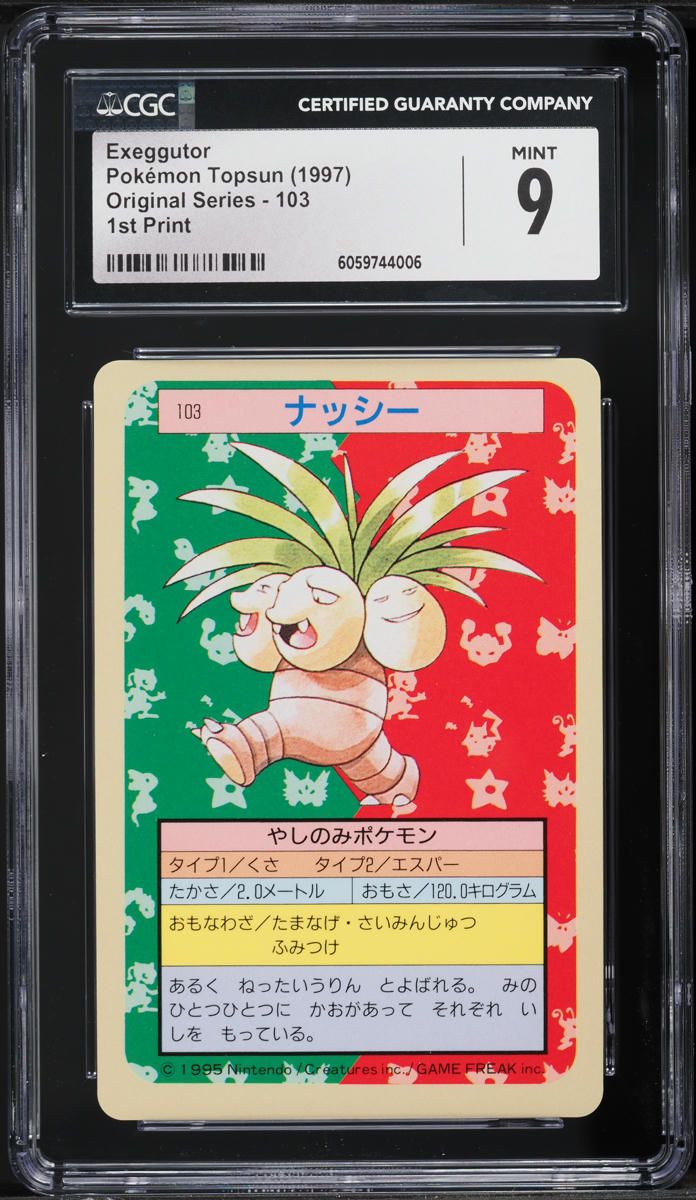 CGC
CERTIFIED GUARANTY COMPANY
Exeggutor
Pokémon Topsun (1997)
Original Series - 103
1st Print
MINT
9
6059744006
103 ナッシー
やしのみポケモン
タイプ1/くさ タイプ2/エスパー
たかさ/2.0メートル おもさ/120.0キログラム
おもなわざ/たまなげ・さいみんじゅつ
ふみつけ
あるく ねったいうりん とよばれる。 みの
ひとつひとつに かおがあって それぞれ い
しを もっている。
© 1995 Nintendo/Creatures inc./GAME FREAK inc.